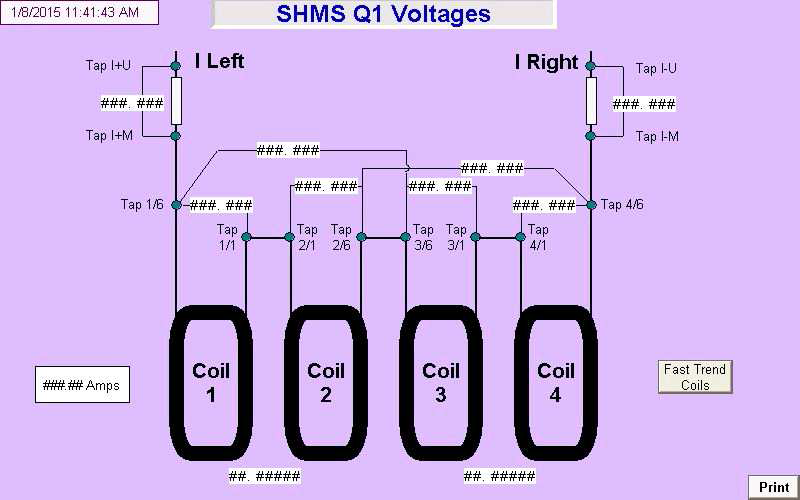 1/8/2015 11:41:43 AM
SHMS Q1 Voltages
Tap I+U
I Left
I Right
Tap I-U
###. ###
###. ###
Tap I+M
Tap I-M
###. ###
###. ###
###. ###
###. ###
Tap 1/6
###. ###
###. ###
Tap 4/6
Tap
1/1
Tap
2/1
Tap
2/6
Tap
3/6
Tap
3/1
Tap
4/1
Coil
1
Coil
2
Coil
3
Coil
4
###.## Amps
Fast Trend
Coils
##. #####
##. #####
Print